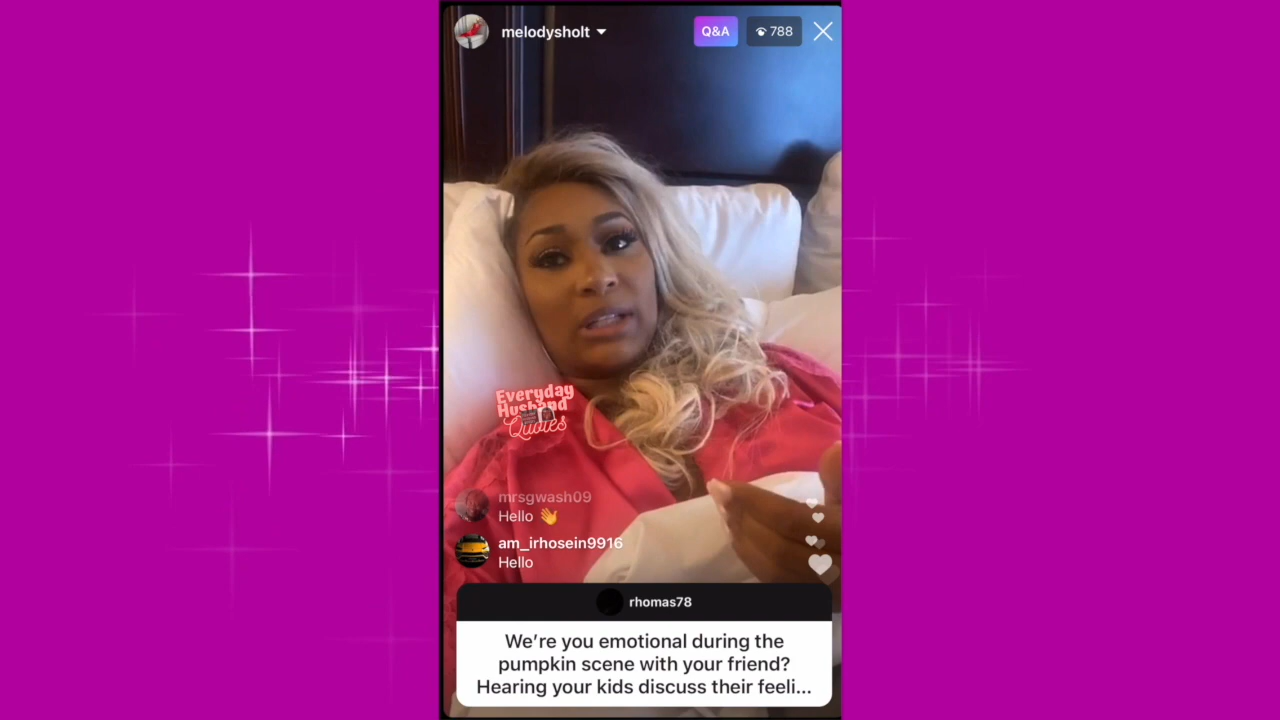 melodysholt
Q&A
788
Everyday
Husband
Quotes
mrsgwash09
Hello 👋
am_irhosein9916
Hello
rhomas78
We’re you emotional during the
pumpkin scene with your friend?
Hearing your kids discuss their feeli...